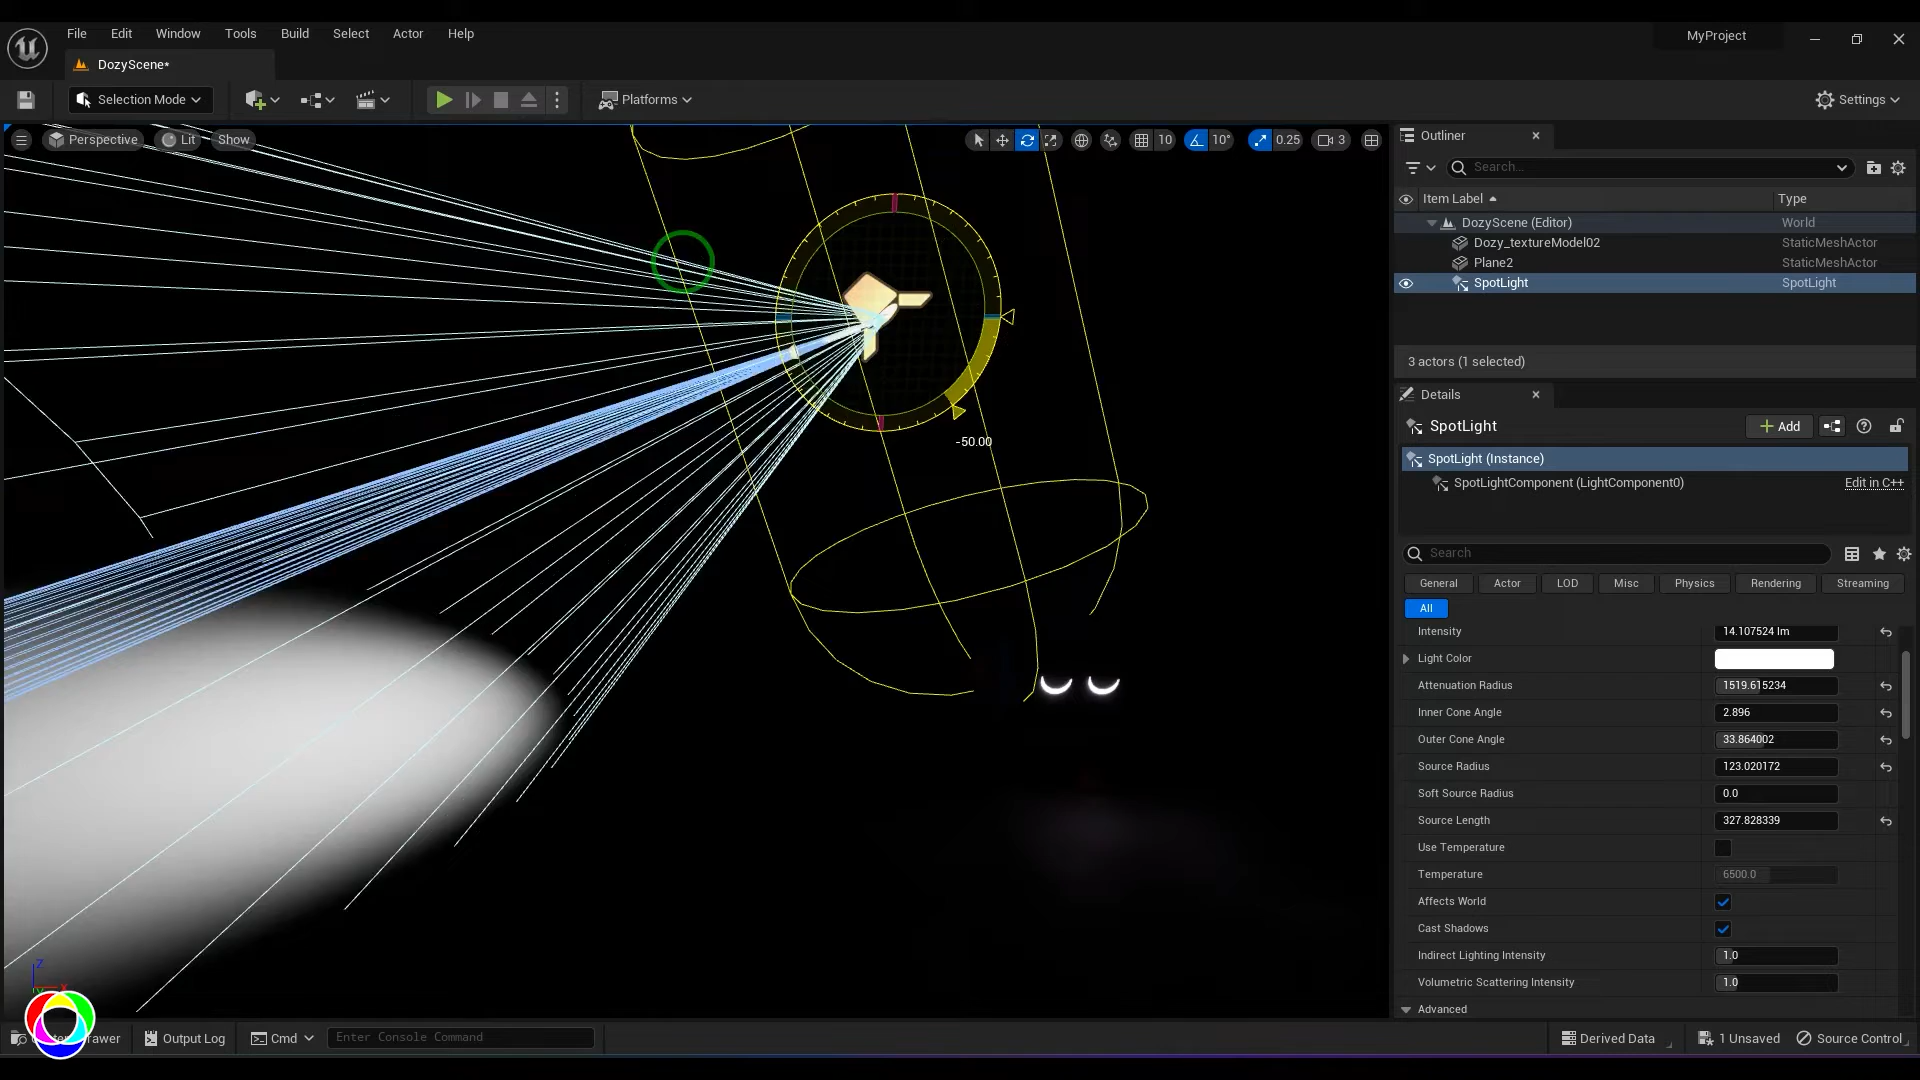 File Edit Window Tools Build Select Actor Help
MyProject
DozyScene*
Selection Mode
Platforms
Settings
Perspective Lit Show
10 10° 0.25 3
-50.00
Z
X
Outliner
Search...
Item Label Type
DozyScene (Editor) World
Dozy_textureModel02 StaticMeshActor
Plane2 StaticMeshActor
SpotLight SpotLight
3 actors (1 selected)
Details
SpotLight
Add
SpotLight (Instance)
SpotLightComponent (LightComponent0) Edit in C++
Search
General Actor LOD Misc Physics Rendering Streaming
All
Intensity 14.107524 lm
Light Color
Attenuation Radius 1519.615234
Inner Cone Angle 2.896
Outer Cone Angle 33.864002
Source Radius 123.020172
Soft Source Radius 0.0
Source Length 327.828339
Use Temperature
Temperature 6500.0
Affects World
Cast Shadows
Indirect Lighting Intensity 1.0
Volumetric Scattering Intensity 1.0
Advanced
Output Log Cmd Enter Console Command Derived Data 1 Unsaved Source Control